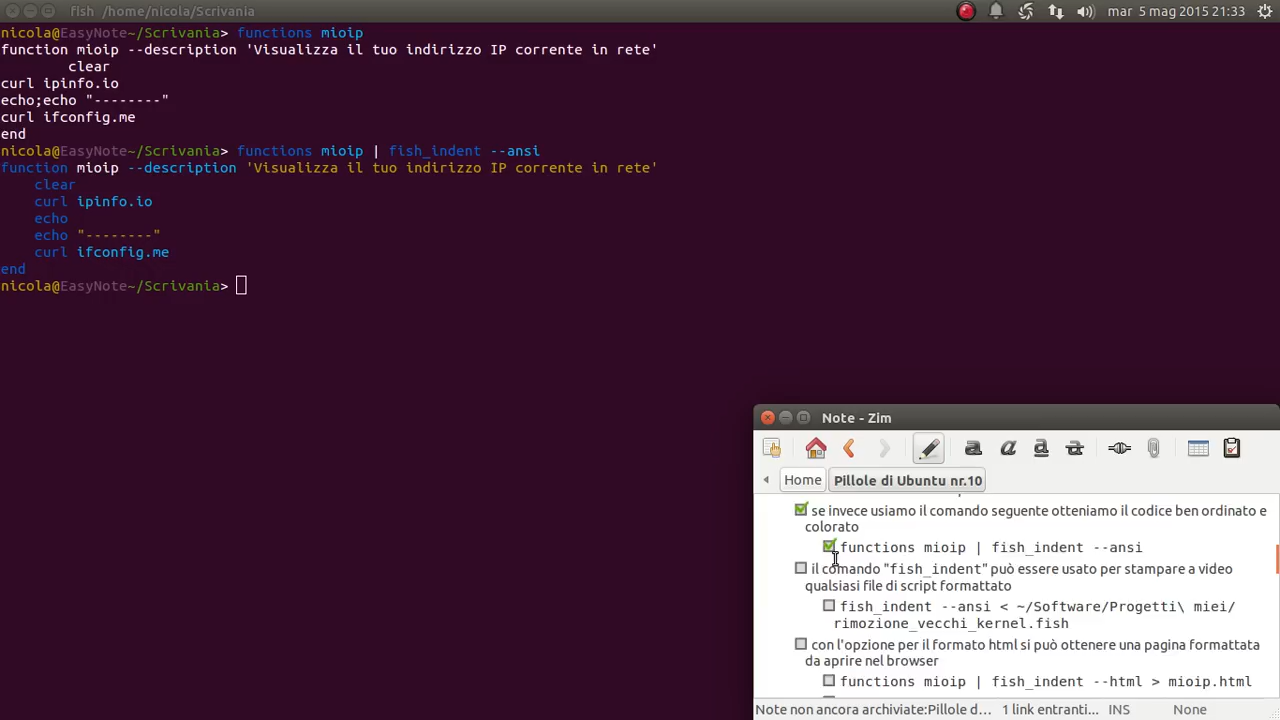 fish /home/nicola/Scrivania
mar 5 mag 2015 21:33
nicola@EasyNote~/Scrivania> functions mioip
function mioip --description 'Visualizza il tuo indirizzo IP corrente in rete'
clear
curl ipinfo.io
echo;echo "--------"
curl ifconfig.me
end
nicola@EasyNote~/Scrivania> functions mioip | fish_indent --ansi
function mioip --description 'Visualizza il tuo indirizzo IP corrente in rete'
clear
curl ipinfo.io
echo
echo "--------"
curl ifconfig.me
end
nicola@EasyNote~/Scrivania>
Note - Zim
a a a a
Home Pillole di Ubuntu nr.10
se invece usiamo il comando seguente otteniamo il codice ben ordinato e
colorato
functions mioip | fish_indent --ansi
il comando "fish_indent" può essere usato per stampare a video
qualsiasi file di script formattato
fish_indent --ansi < ~/Software/Progetti\ miei/
rimozione_vecchi_kernel.fish
con l'opzione per il formato html si può ottenere una pagina formattata
da aprire nel browser
functions mioip | fish_indent --html > mioip.html
Note non ancora archiviate:Pillole d... 1 link entranti... INS None